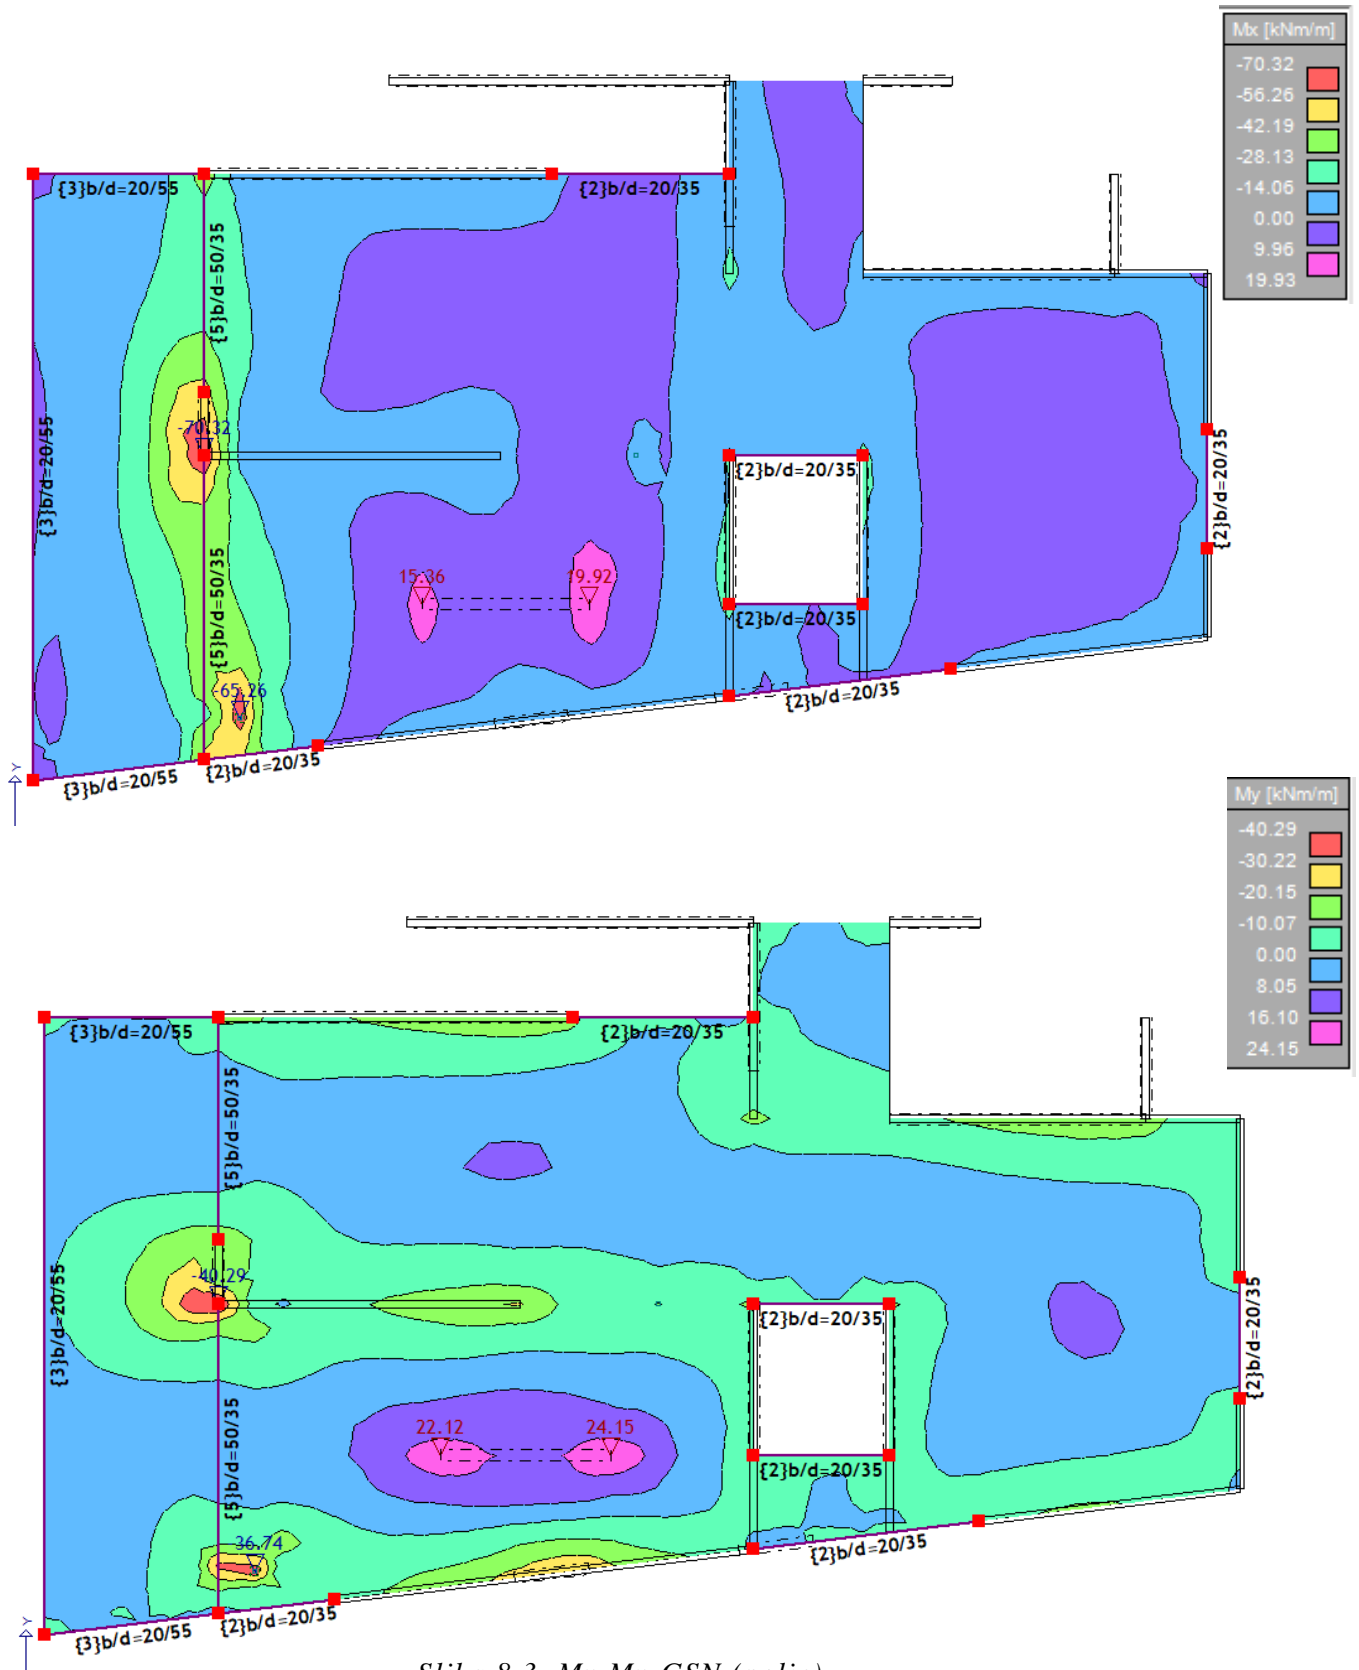 Mx [kNm/m]
-70.32
-56.26
-42.19
-28.13
-14.06
0.00
9.96
19.93
{3}b/d=20/55
{2}b/d=20/35
{5}b/d=50/35
-70.32
{3}b/d=20/55
{2}b/d=20/35
{2}b/d=20/35
15.36
19.92
{5}b/d=50/35
{2}b/d=20/35
-65.26
{2}b/d=20/35
{2}b/d=20/35
{3}b/d=20/55
Y
My [kNm/m]
-40.29
-30.22
-20.15
-10.07
0.00
8.05
16.10
24.15
{3}b/d=20/55
{2}b/d=20/35
{5}b/d=50/35
-40.29
{3}b/d=20/55
{2}b/d=20/35
{2}b/d=20/35
22.12
24.15
{5}b/d=50/35
{2}b/d=20/35
36.74
{2}b/d=20/35
{2}b/d=20/35
{3}b/d=20/55
Y